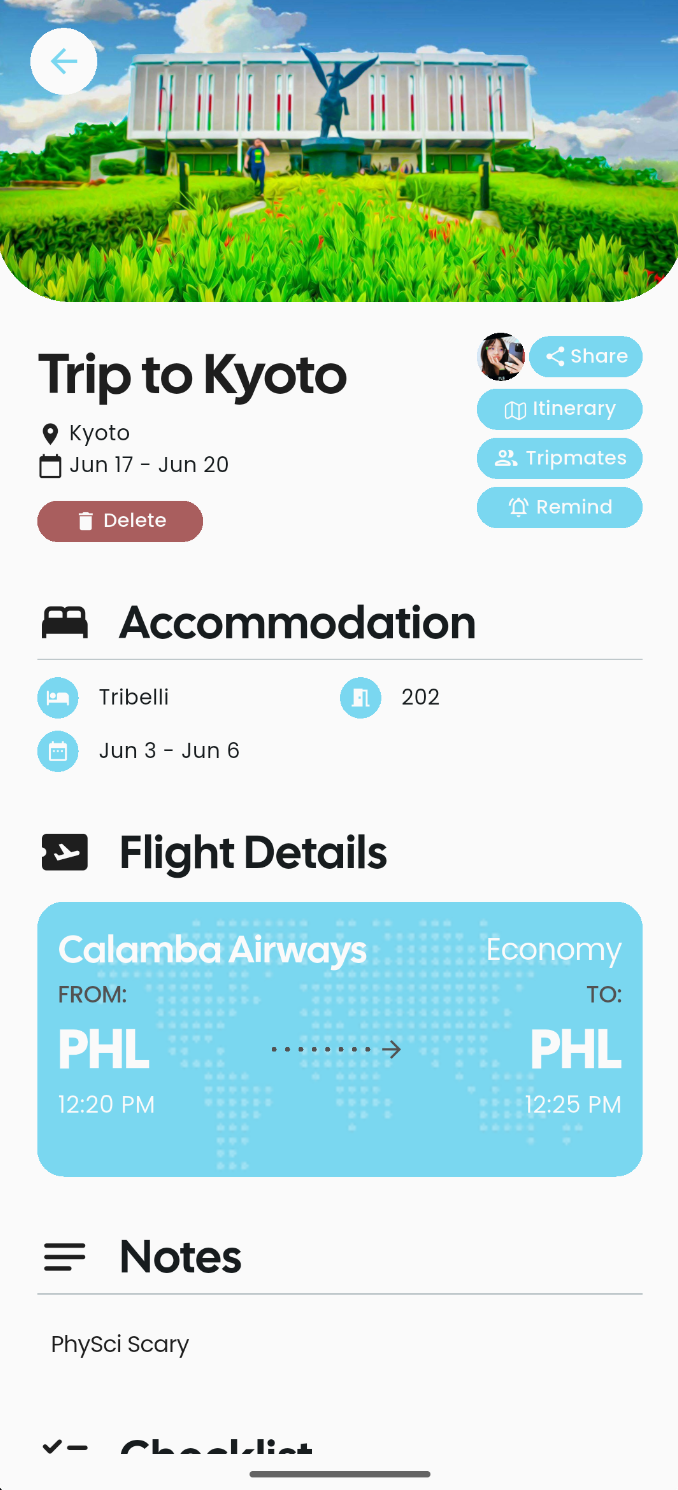 Trip to Kyoto
Kyoto
Jun 17 - Jun 20
Delete
Share
Itinerary
Tripmates
Remind
Accommodation
Tribelli
202
Jun 3 - Jun 6
Flight Details
Calamba Airways
Economy
FROM:
TO:
PHL
PHL
12:20 PM
12:25 PM
Notes
PhySci Scary
Checklist